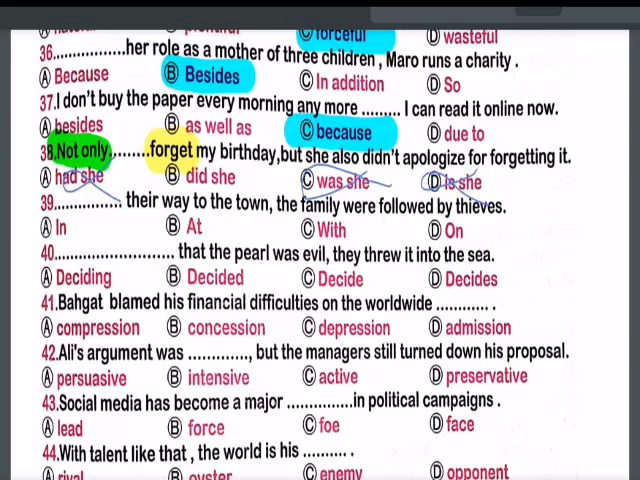 Ⓒ forceful Ⓓ wasteful
36..................her role as a mother of three children , Maro runs a charity .
Ⓐ Because Ⓑ Besides Ⓒ In addition Ⓓ So
37.I don't buy the paper every morning any more ......... I can read it online now.
Ⓐ besides Ⓑ as well as Ⓒ because Ⓓ due to
38.Not only..........forget my birthday,but she also didn't apologize for forgetting it.
Ⓐ had she Ⓑ did she Ⓒ was she Ⓓ is she
39................. their way to the town, the family were followed by thieves.
Ⓐ In Ⓑ At Ⓒ With Ⓓ On
40.............................. that the pearl was evil, they threw it into the sea.
Ⓐ Deciding Ⓑ Decided Ⓒ Decide Ⓓ Decides
41.Bahgat blamed his financial difficulties on the worldwide ............ .
Ⓐ compression Ⓑ concession Ⓒ depression Ⓓ admission
42.Ali's argument was .............., but the managers still turned down his proposal.
Ⓐ persuasive Ⓑ intensive Ⓒ active Ⓓ preservative
43.Social media has become a major ...............in political campaigns .
Ⓐ lead Ⓑ force Ⓒ foe Ⓓ face
44.With talent like that , the world is his .......... .
Ⓐ rival Ⓑ oyster Ⓒ enemy Ⓓ opponent